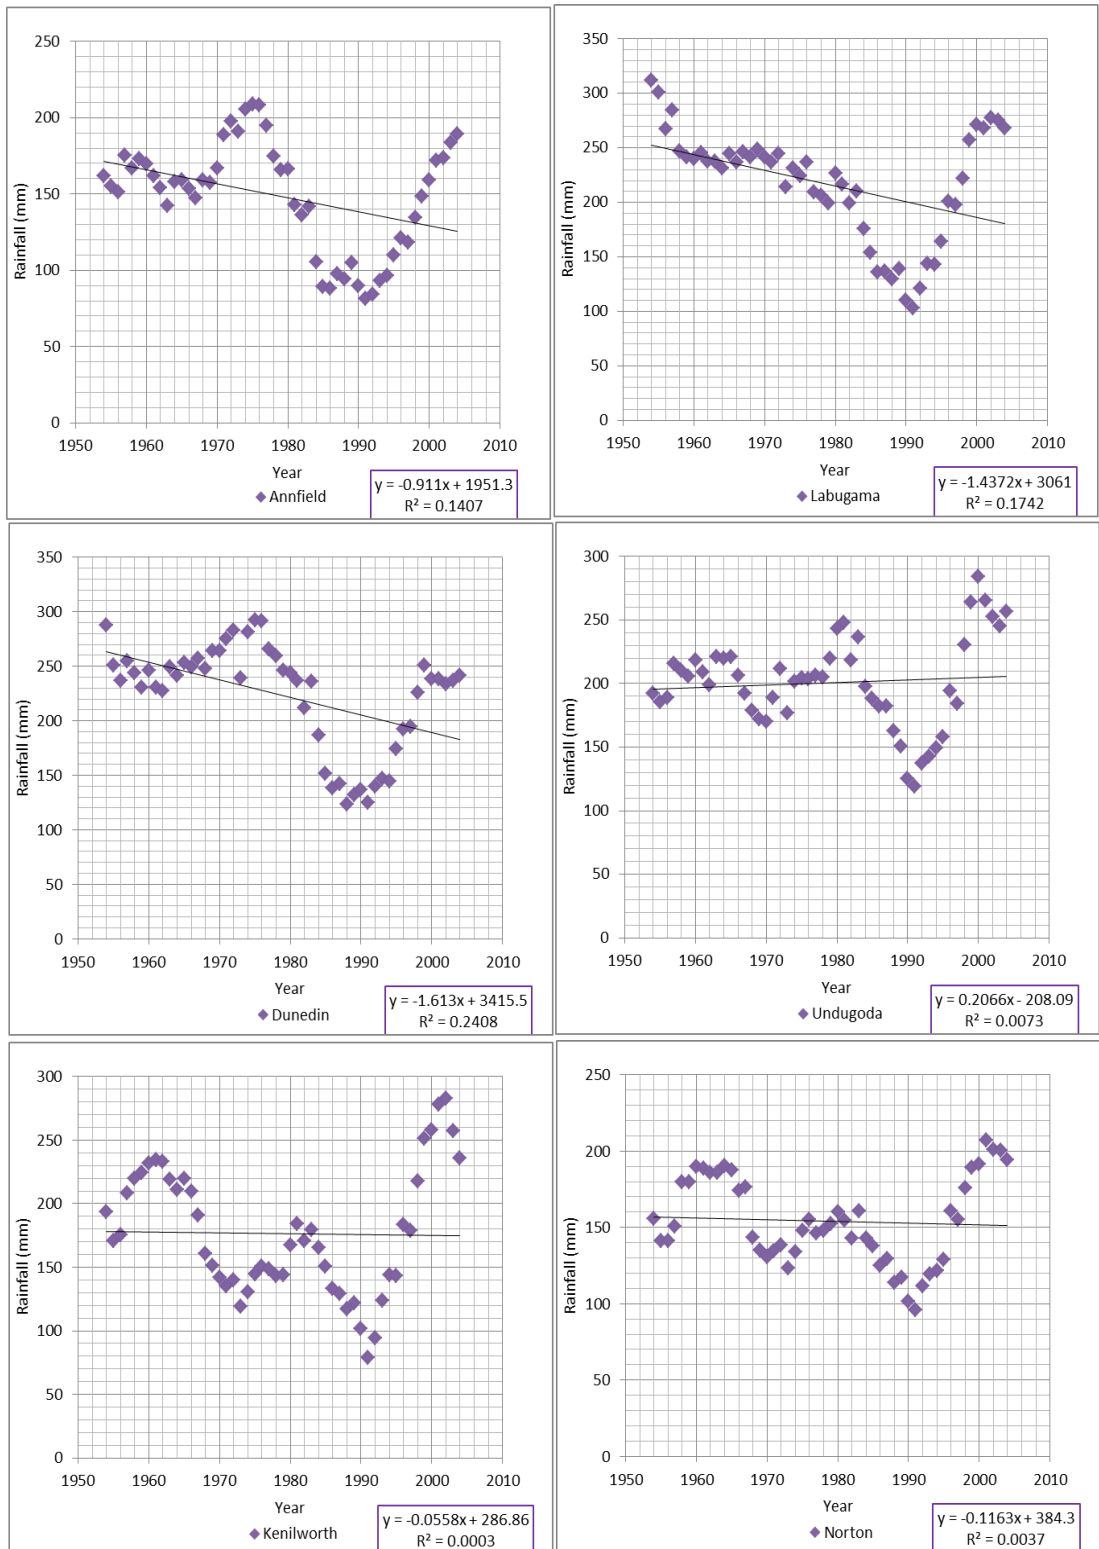 250
200
150
100
50
0
Rainfall (mm)
1950 1960 1970 1980 1990 2000 2010
Year
Annfield
y = -0.911x + 1951.3
R² = 0.1407
350
300
250
200
150
100
50
0
Rainfall (mm)
1950 1960 1970 1980 1990 2000 2010
Year
Labugama
y = -1.4372x + 3061
R² = 0.1742
350
300
250
200
150
100
50
0
Rainfall (mm)
1950 1960 1970 1980 1990 2000 2010
Year
Dunedin
y = -1.613x + 3415.5
R² = 0.2408
300
250
200
150
100
50
0
Rainfall (mm)
1950 1960 1970 1980 1990 2000 2010
Year
Undugoda
y = 0.2066x - 208.09
R² = 0.0073
300
250
200
150
100
50
0
Rainfall (mm)
1950 1960 1970 1980 1990 2000 2010
Year
Kenilworth
y = -0.0558x + 286.86
R² = 0.0003
250
200
150
100
50
0
Rainfall (mm)
1950 1960 1970 1980 1990 2000 2010
Year
Norton
y = -0.1163x + 384.3
R² = 0.0037